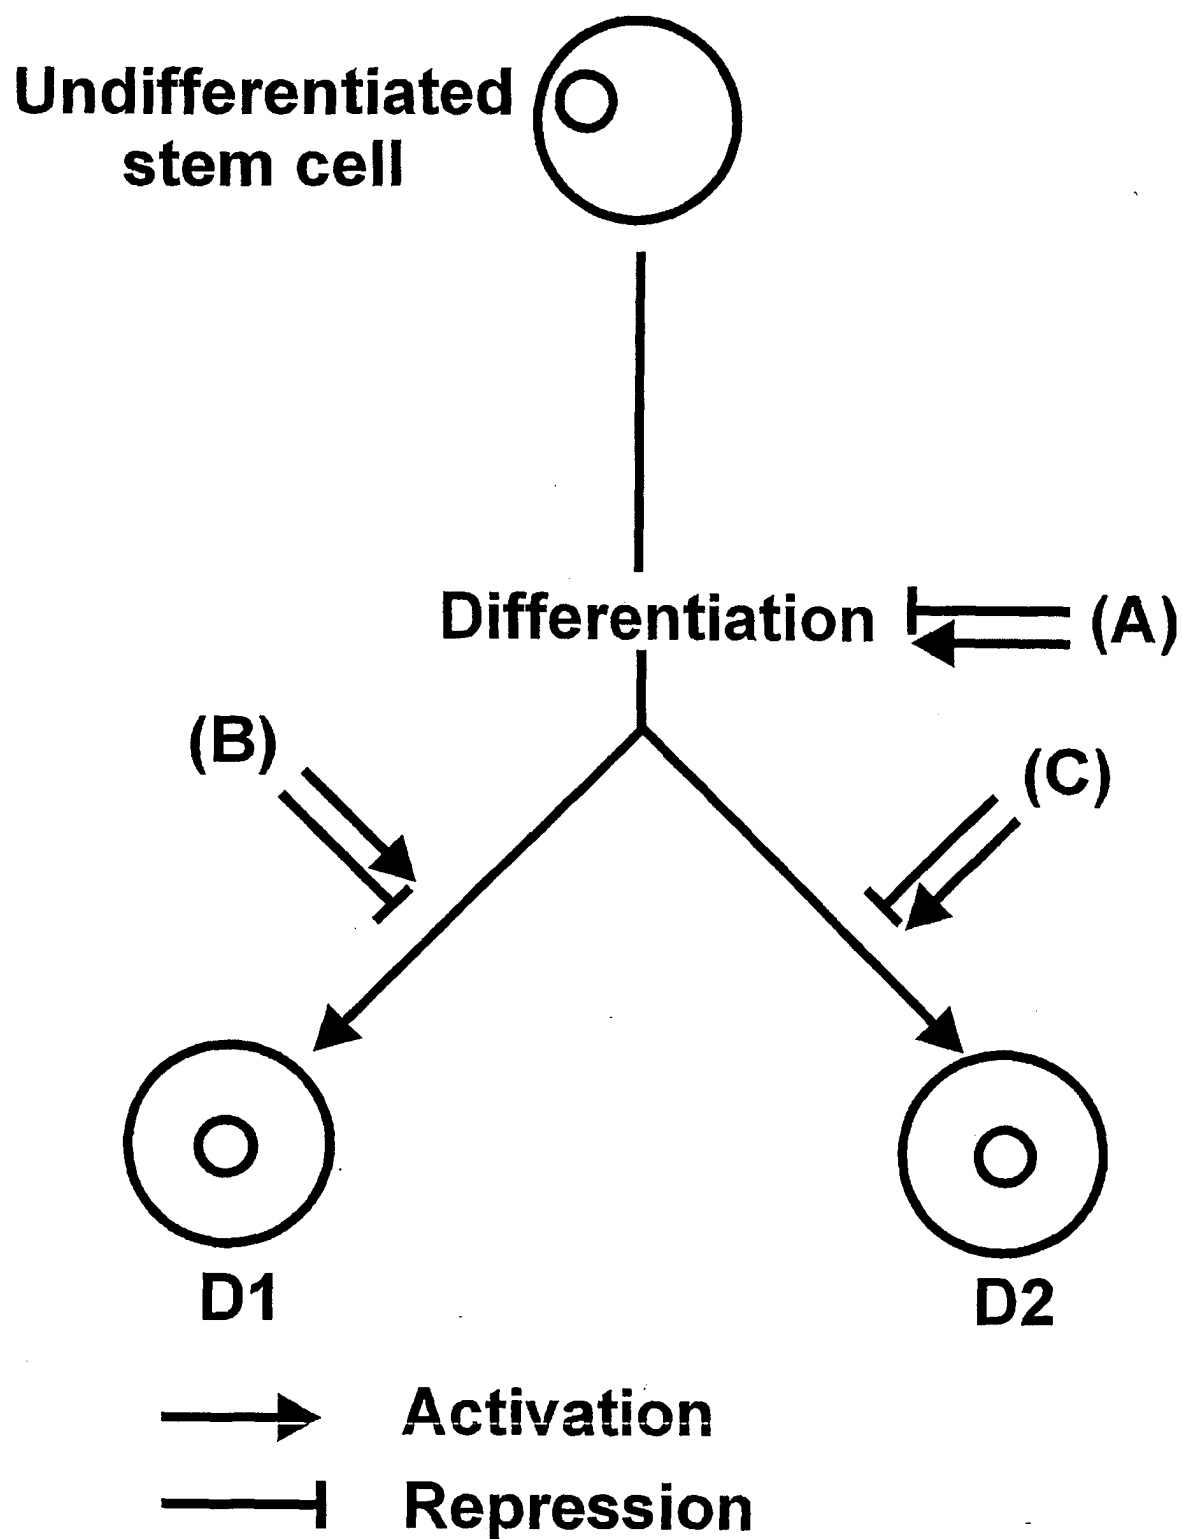 Undifferentiated
stem cell
Differentiation
(A)
(B)
(C)
D1
D2
Activation
Repression